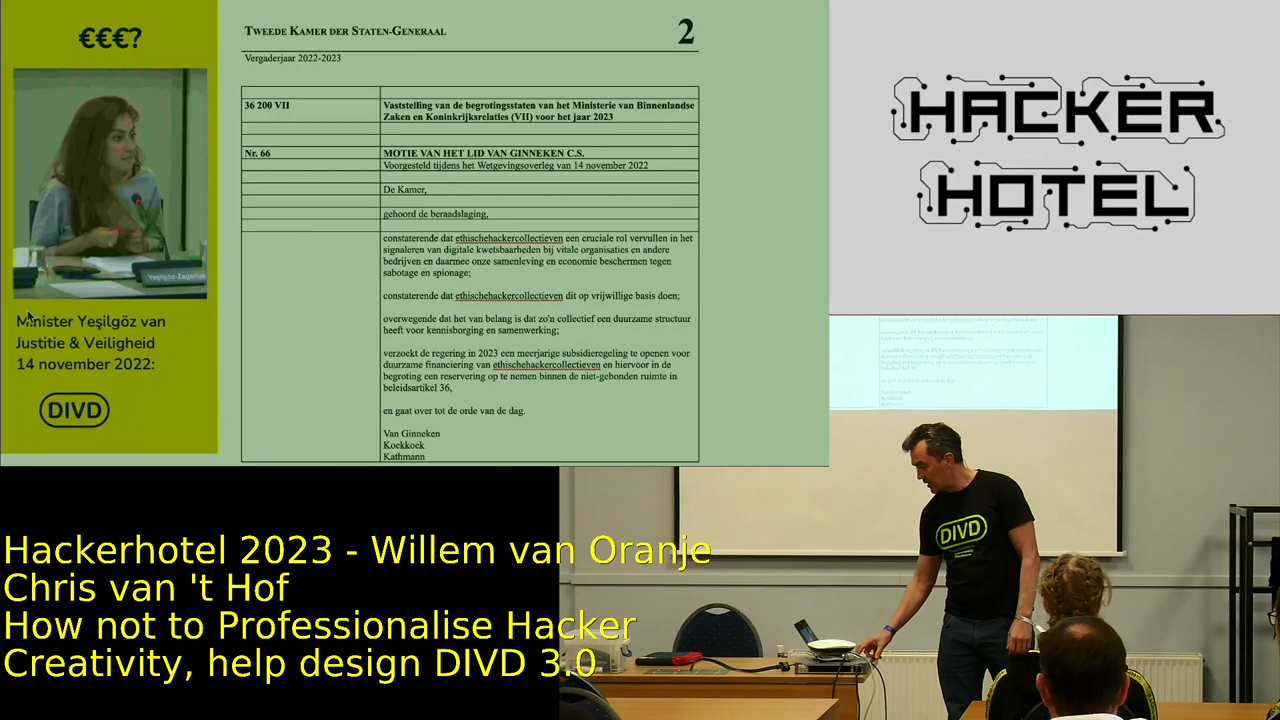 €€€?
Yeşilgöz-Zegerius
Minister Yeşilgöz van
Justitie & Veiligheid
14 november 2022:
DIVD
TWEEDE KAMER DER STATEN-GENERAAL
2
Vergaderjaar 2022-2023
36 200 VII
Vaststelling van de begrotingsstaten van het Ministerie van Binnenlandse
Zaken en Koninkrijksrelaties (VII) voor het jaar 2023
Nr. 66
MOTIE VAN HET LID VAN GINNEKEN C.S.
Voorgesteld tijdens het Wetgevingsoverleg van 14 november 2022
De Kamer,
gehoord de beraadslaging,
constaterende dat ethischehackercollectieven een cruciale rol vervullen in het
signaleren van digitale kwetsbaarheden bij vitale organisaties en andere
bedrijven en daarmee onze samenleving en economie beschermen tegen
sabotage en spionage;
constaterende dat ethischehackercollectieven dit op vrijwillige basis doen;
overwegende dat het van belang is dat zo'n collectief een duurzame structuur
heeft voor kennisborging en samenwerking;
verzoekt de regering in 2023 een meerjarige subsidieregeling te openen voor
duurzame financiering van ethischehackercollectieven en hiervoor in de
begroting een reservering op te nemen binnen de niet-gebonden ruimte in
beleidsartikel 36,
en gaat over tot de orde van de dag.
Van Ginneken
Koekkoek
Kathmann
HACKER
HOTEL
DIVD
Hackerhotel 2023 - Willem van Oranje
Chris van 't Hof
How not to Professionalise Hacker
Creativity, help design DIVD 3.0